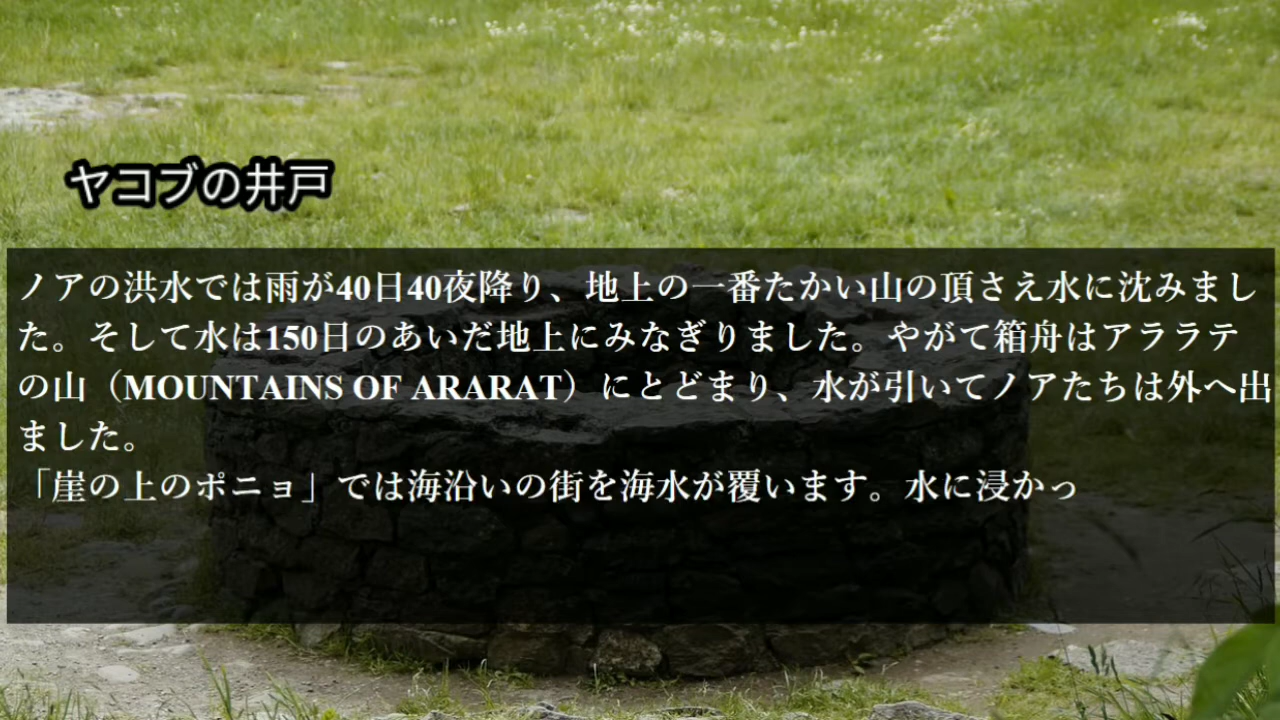 ヤコブの井戸
ノアの洪水では雨が40日40夜降り、地上の一番たかい山の頂さえ水に沈みまし
た。そして水は150日のあいだ地上にみなぎりました。やがて箱舟はアララテ
の山（MOUNTAINS OF ARARAT）にとどまり、水が引いてノアたちは外へ出
ました。
「崖の上のポニョ」では海沿いの街を海水が覆います。水に浸かっ